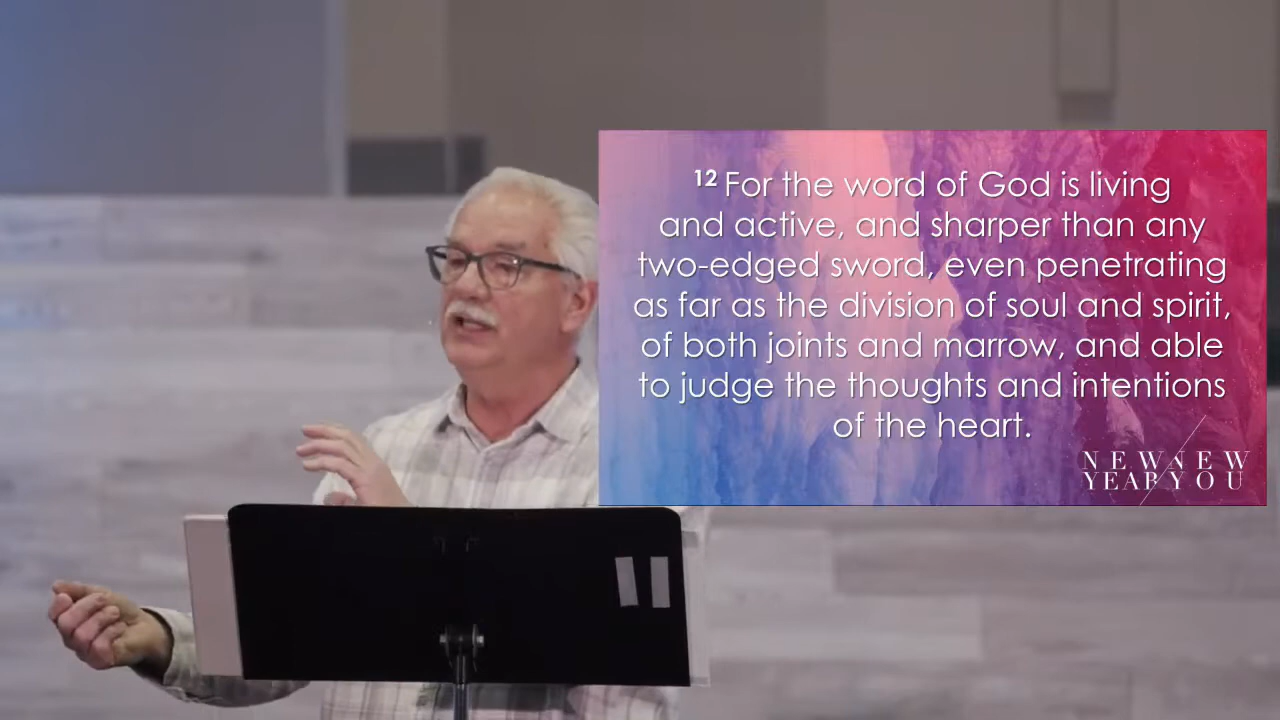 12 For the word of God is living
and active, and sharper than any
two-edged sword, even penetrating
as far as the division of soul and spirit,
of both joints and marrow, and able
to judge the thoughts and intentions
of the heart.
NEW NEW
YEAR YOU